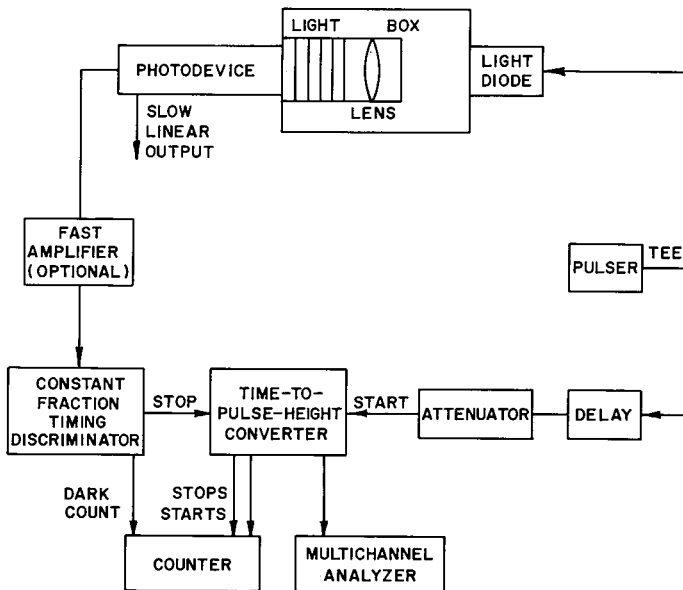 LIGHT BOX
PHOTODEVICE
LIGHT
DIODE
LENS
SLOW
LINEAR
OUTPUT
FAST
AMPLIFIER
(OPTIONAL)
PULSER
TEE
CONSTANT
FRACTION
TIMING
DISCRIMINATOR
STOP
TIME-TO-
PULSE-HEIGHT
CONVERTER
START
ATTENUATOR
DELAY
DARK
COUNT
STOPS
STARTS
COUNTER
MULTICHANNEL
ANALYZER